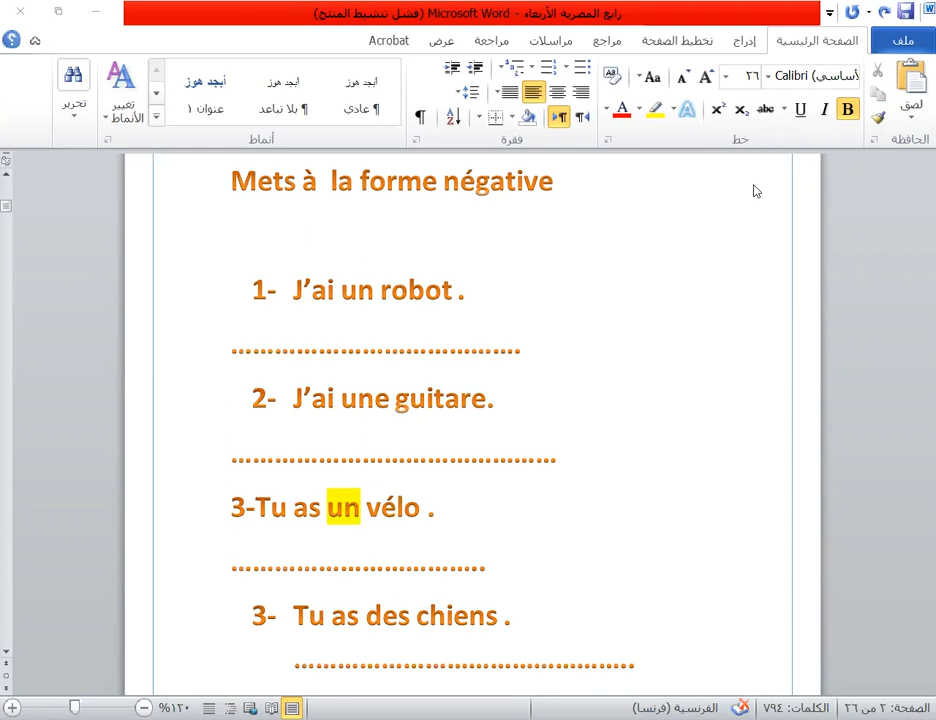 رابع المصرية الأربعاء - Microsoft Word (فشل تنشيط المنتج)
ملف الصفحة الرئيسية إدراج تخطيط الصفحة مراجع مراسلات مراجعة عرض Acrobat
لصق
Calibri (أساسي) ٢٦
أبجد هوز أبجد هوز أبجد هوز
¶ عادي ¶ بلا تباعد عنوان ١
تغيير الأنماط
تحرير
الحافظة خط فقرة أنماط
Mets à la forme négative
1- J’ai un robot .
........................................
2- J’ai une guitare.
.............................................
3-Tu as un vélo .
...................................
3- Tu as des chiens .
...............................................
الصفحة: ٢ من ٢٦ الكلمات: ٧٩٤ الفرنسية (فرنسا) ١٢٠%